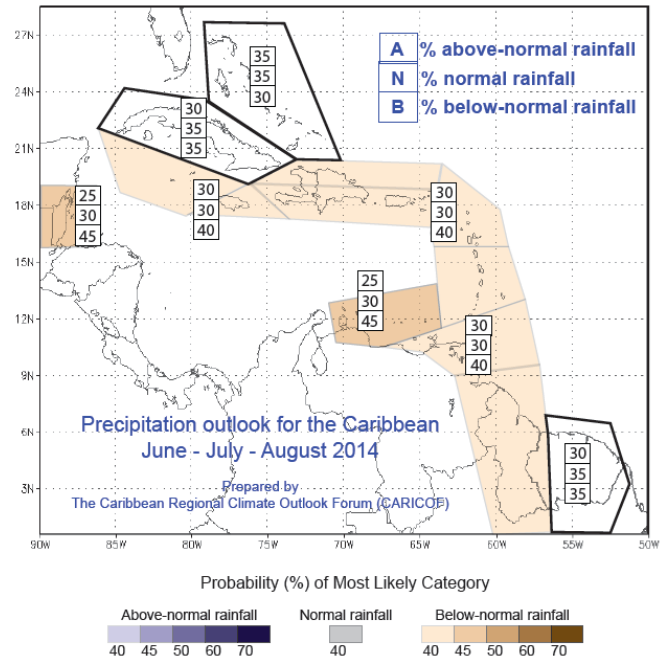 27N
24N
21N
18N
15N
12N
9N
6N
3N
A % above-normal rainfall
N % normal rainfall
B % below-normal rainfall
35
35
30
30
35
35
25
30
45
30
30
40
30
30
40
25
30
45
30
30
40
30
35
35
Precipitation outlook for the Caribbean
June - July - August 2014
Prepared by
The Caribbean Regional Climate Outlook Forum (CARICOF)
90W 85W 80W 75W 70W 65W 60W 55W 50W
Probability (%) of Most Likely Category
Above-normal rainfall Normal rainfall Below-normal rainfall
40 45 50 60 70 40 40 45 50 60 70